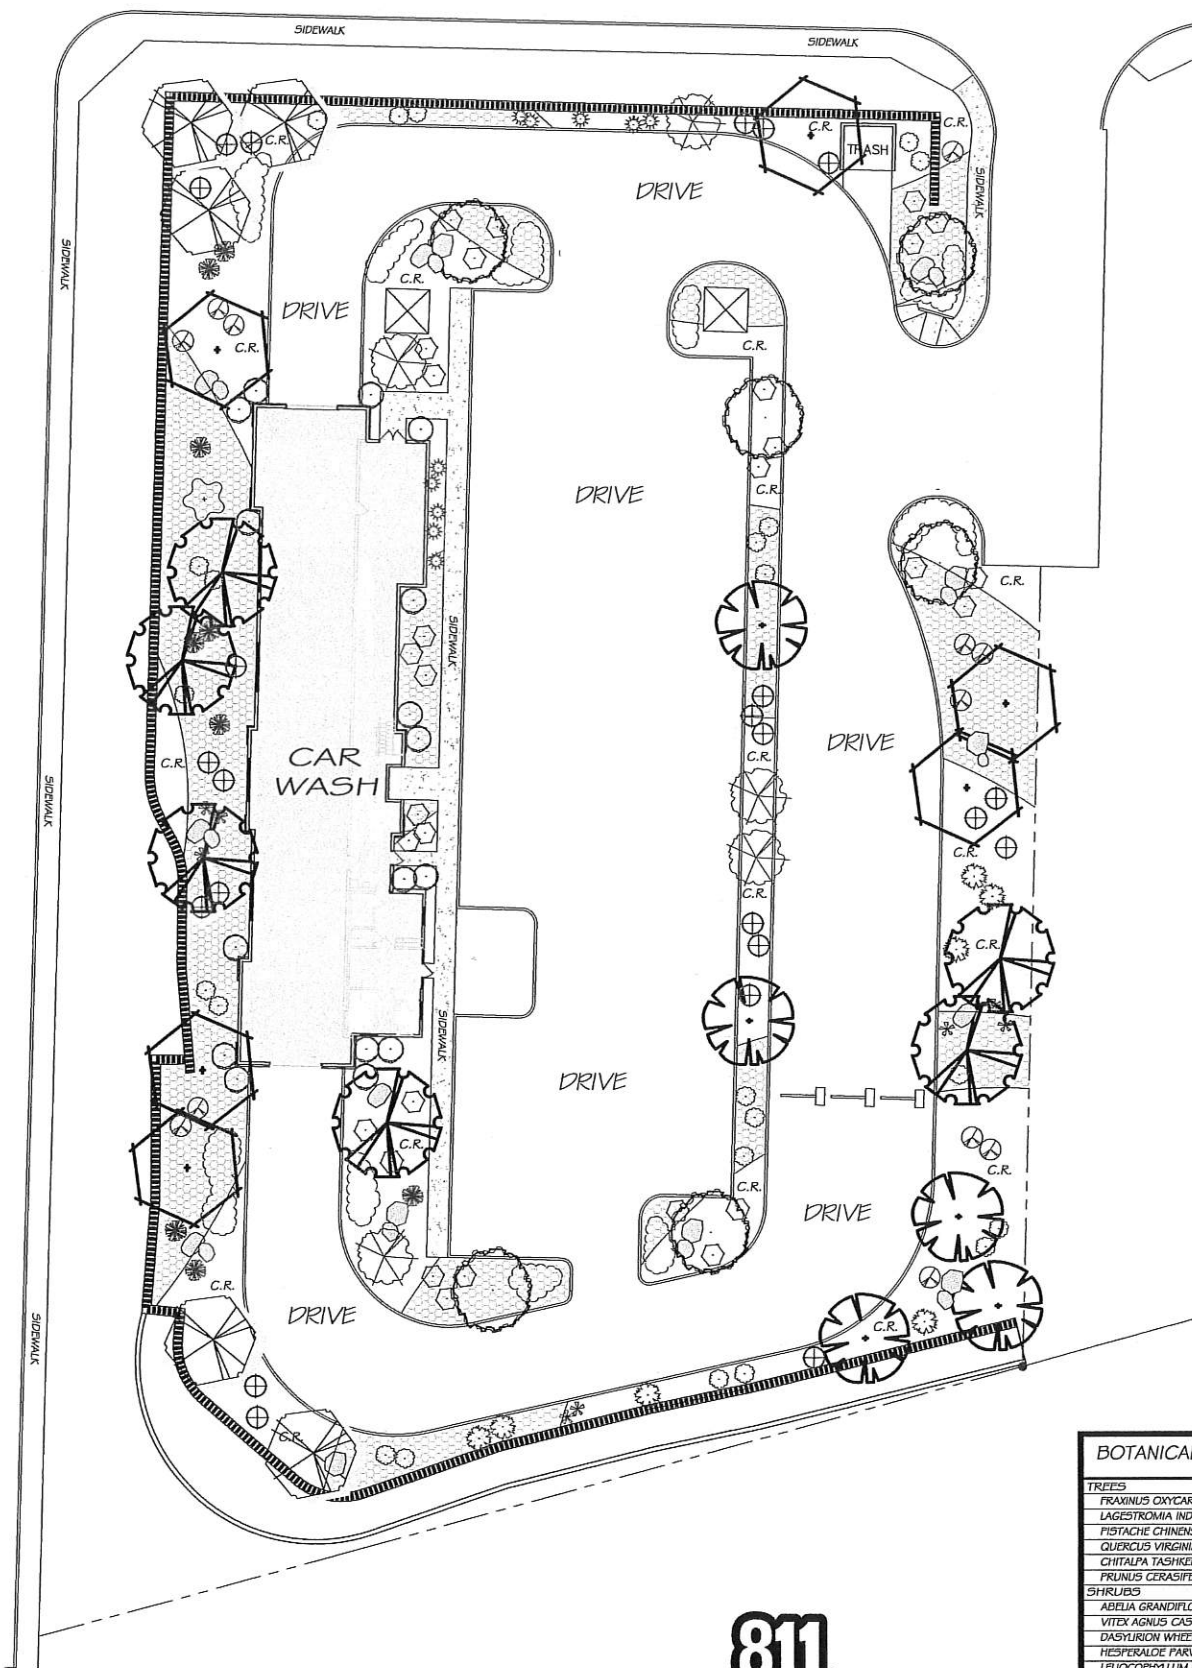 SIDEWALK
SIDEWALK
C.R.
C.R.
C.R.
TRASH
SIDEWALK
DRIVE
SIDEWALK
C.R.
DRIVE
C.R.
C.R.
DRIVE
C.R.
C.R.
SIDEWALK
DRIVE
CAR
WASH
C.R.
C.R.
SIDEWALK
C.R.
C.R.
C.R.
SIDEWALK
DRIVE
C.R.
C.R.
C.R.
DRIVE
C.R.
DRIVE
C.R.
SIDEWALK
C.R.
BOTANICAL
TREES
FRAXINUS OXYCAR
LAGESTROMIA IND
PISTACHE CHINENS
QUERCUS VIRGINI
CHITALPA TASHKE
PRUNUS CERASIFE
SHRUBS
ABELIA GRANDIFLO
VITEX AGNUS CAS
DASYLIRION WHEE
HESPERALOE PARV
LEUCOPHYLLUM
811